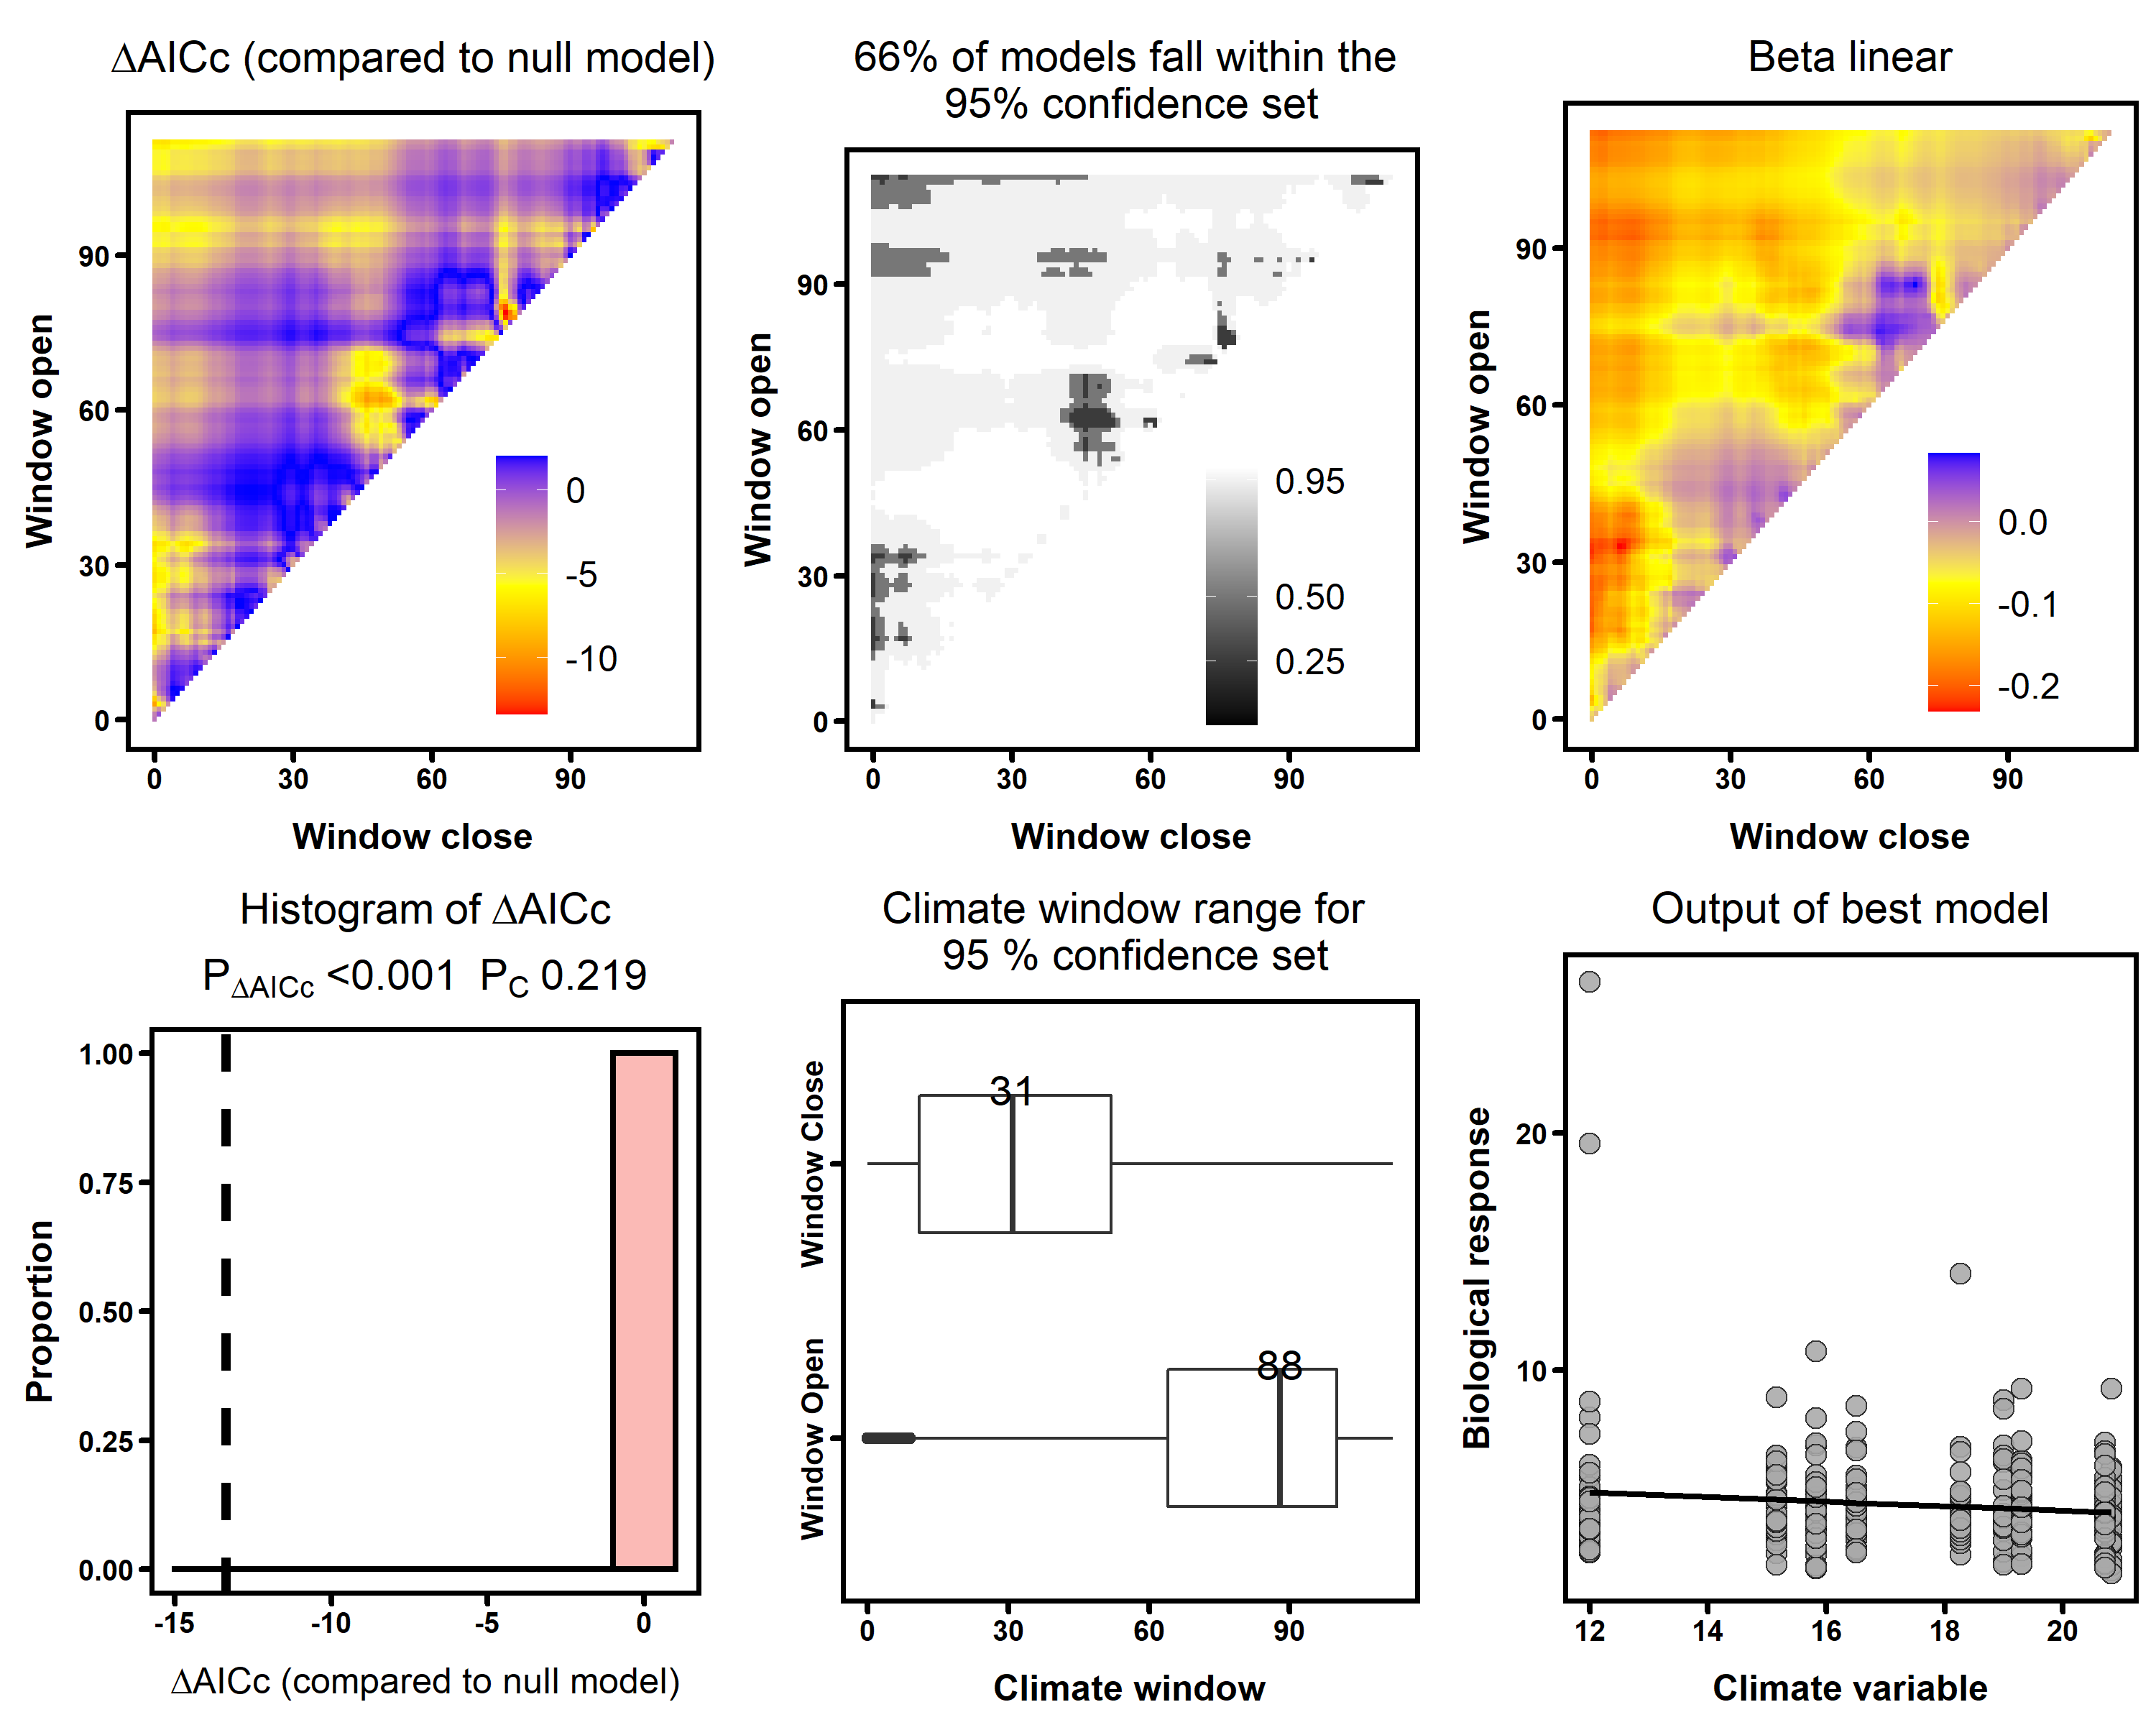 ΔAICc (compared to null model)
Window open
90
60
30
0
0
-5
-10
0 30 60 90
Window close
66% of models fall within the
95% confidence set
Window open
90
60
30
0
0.95
0.50
0.25
0 30 60 90
Window close
Beta linear
Window open
90
60
30
0
0.0
-0.1
-0.2
0 30 60 90
Window close
Histogram of ΔAICc
PΔAICc <0.001 PC 0.219
Proportion
1.00
0.75
0.50
0.25
0.00
-15 -10 -5 0
ΔAICc (compared to null model)
Climate window range for
95 % confidence set
Window Close
31
Window Open
88
0 30 60 90
Climate window
Output of best model
Biological response
20
10
12 14 16 18 20
Climate variable